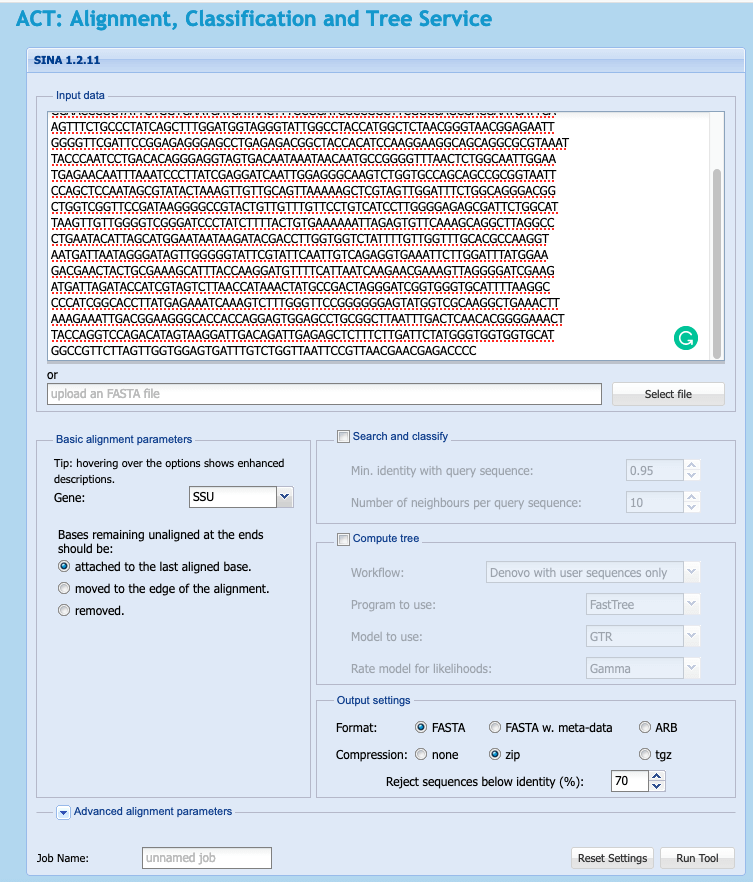 ACT: Alignment, Classification and Tree Service
SINA 1.2.11
Input data
AGTTTCTGCCCTATCAGCTTTGGATGGTAGGGTATTGGCCTACCATGGCTCTAACGGGTAACGGAGAATT
GGGGTTCGATTCCGGAGAGGGAGCCTGAGAGACGGCTACCACATCCAAGGAAGGCAGCAGGCGCGTAAAT
TACCCAATCCTGACACAGGGAGGTAGTGACAATAAATAACAATGCCGGGGTTTAACTCTGGCAATTGGAA
TGAGAACAATTTAAATCCCTTATCGAGGATCAATTGGAGGGCAAGTCTGGTGCCAGCAGCCGCGGTAATT
CCAGCTCCAATAGCGTATACTAAAGTTGTTGCAGTTAAAAAGCTCGTAGTTGGATTTCTGGCAGGGACGG
CTGGTCGGTTCCGATAAGGGGCCGTACTGTTGTTTGTTCCTGTCATCCTTGGGGAGAGCGATTCTGGCAT
TAAGTTGTTGGGGTCGGGATCCCTATCTTTTACTGTGAAAAAATTAGAGTGTTCAAAGCAGGCTTAGGCC
CTGAATACATTAGCATGGAATAATAAGATACGACCTTGGTGGTCTATTTTGTTGGTTTGCACGCCAAGGT
AATGATTAATAGGGATAGTTGGGGGTATTCGTATTCAATTGTCAGAGGTGAAATTCTTGGATTTATGGAA
GACGAACTACTGCGAAAGCATTTACCAAGGATGTTTTCATTAATCAAGAACGAAAGTTAGGGGATCGAAG
ATGATTAGATACCATCGTAGTCTTAACCATAAACTATGCCGACTAGGGATCGGTGGGTGCATTTTAAGGC
CCCATCGGCACCTTATGAGAAATCAAAGTCTTTGGGTTCCGGGGGGAGTATGGTCGCAAGGCTGAAACTT
AAAGAAATTGACGGAAGGGCACCACCAGGAGTGGAGCCTGCGGCTTAATTTGACTCAACACGGGGAAACT
TACCAGGTCCAGACATAGTAAGGATTGACAGATTGAGAGCTCTTTCTTGATTCTATGGGTGGTGGTGCAT
GGCCGTTCTTAGTTGGTGGAGTGATTTGTCTGGTTAATTCCGTTAACGAACGAGACCCC
or
upload an FASTA file
Select file
Basic alignment parameters
Tip: hovering over the options shows enhanced
descriptions.
Gene: SSU
Bases remaining unaligned at the ends
should be:
attached to the last aligned base.
moved to the edge of the alignment.
removed.
Search and classify
Min. identity with query sequence: 0.95
Number of neighbours per query sequence: 10
Compute tree
Workflow: Denovo with user sequences only
Program to use: FastTree
Model to use: GTR
Rate model for likelihoods: Gamma
Output settings
Format: FASTA FASTA w. meta-data ARB
Compression: none zip tgz
Reject sequences below identity (%): 70
Advanced alignment parameters
Job Name: unnamed job
Reset Settings Run Tool